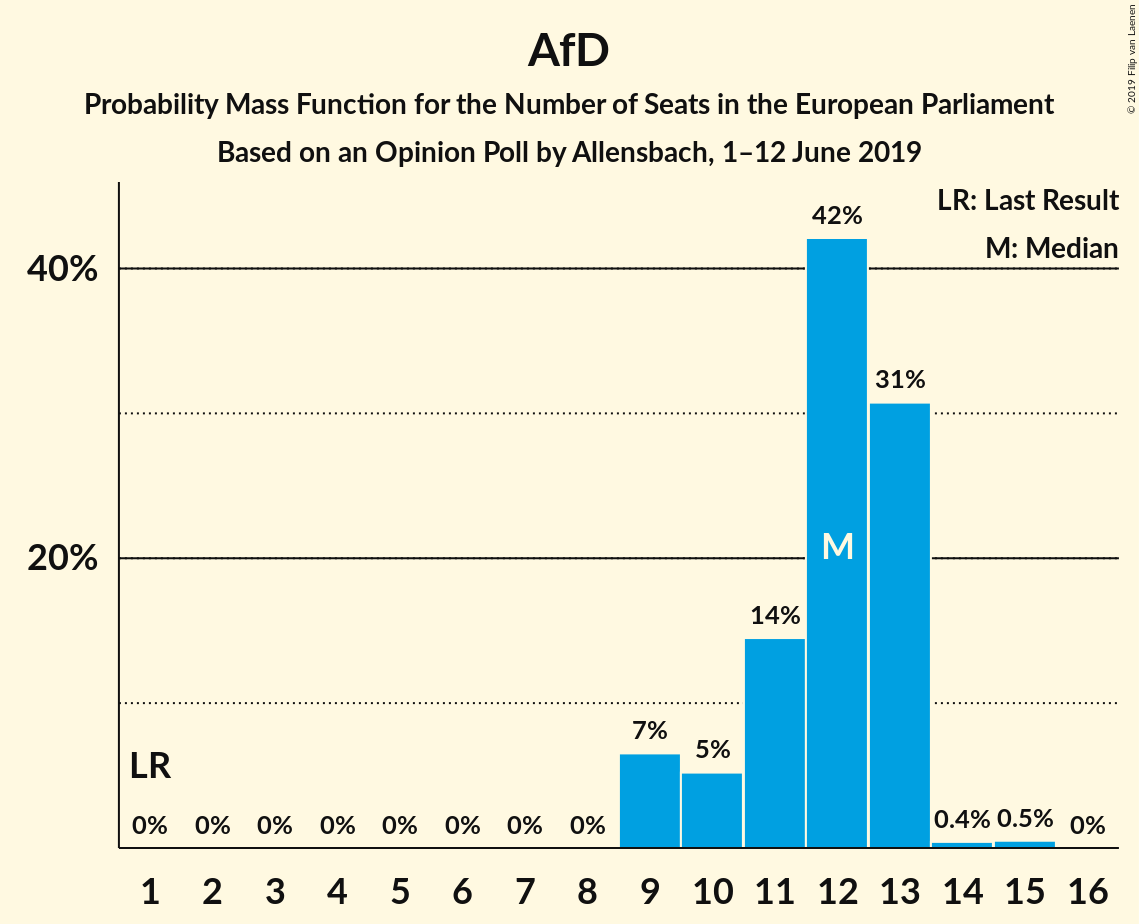 AfD
Probability Mass Function for the Number of Seats in the European Parliament
Based on an Opinion Poll by Allensbach, 1–12 June 2019
© 2019 Filip van Laenen
LR: Last Result
M: Median
42%
40%
31%
M
20%
14%
7%
5%
LR
0% 0% 0% 0% 0% 0% 0% 0% 0.4% 0.5% 0%
1 2 3 4 5 6 7 8 9 10 11 12 13 14 15 16